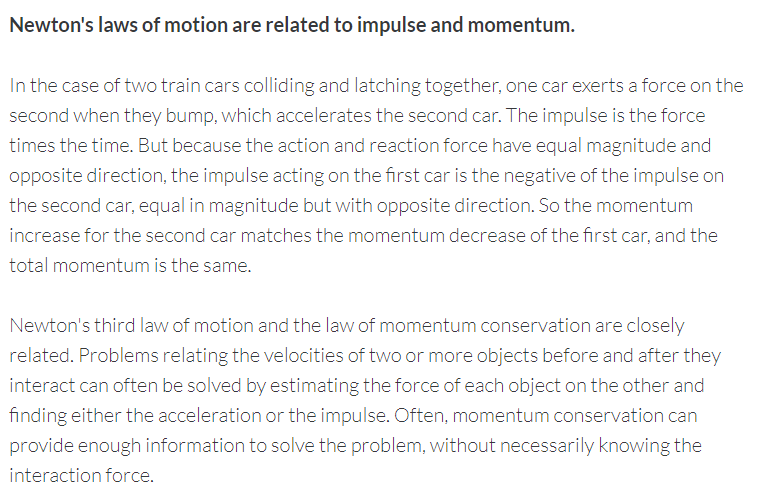 Newton's laws of motion are related to impulse and momentum.
In the case of two train cars colliding and latching together, one car exerts a force on the
second when they bump, which accelerates the second car. The impulse is the force
times the time. But because the action and reaction force have equal magnitude and
opposite direction, the impulse acting on the first car is the negative of the impulse on
the second car, equal in magnitude but with opposite direction. So the momentum
increase for the second car matches the momentum decrease of the first car, and the
total momentum is the same.
Newton's third law of motion and the law of momentum conservation are closely
related. Problems relating the velocities of two or more objects before and after they
interact can often be solved by estimating the force of each object on the other and
finding either the acceleration or the impulse. Often, momentum conservation can
provide enough information to solve the problem, without necessarily knowing the
interaction force.